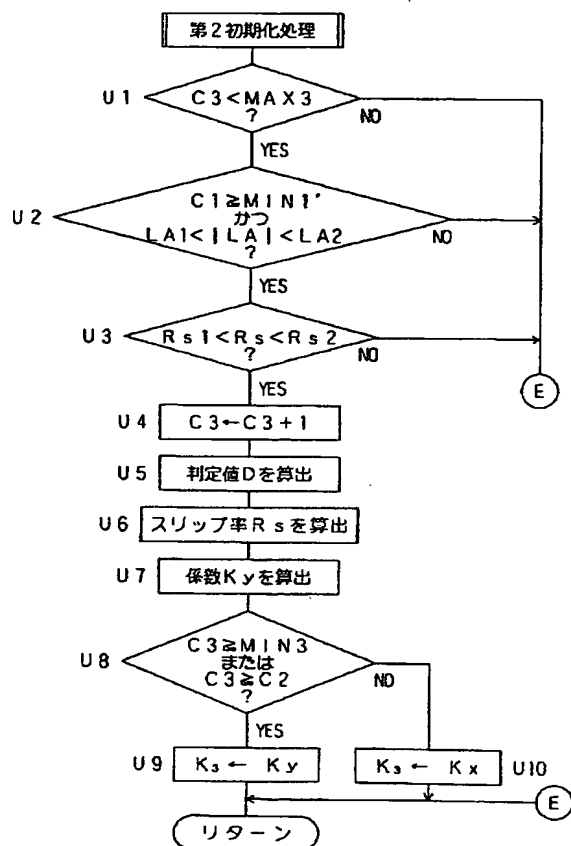 第2初期化処理
U1
C3<MAX3
?
NO
YES
U2
C1≧MIN1'
かつ
LA1<|LA|<LA2
?
NO
YES
U3
Rs1<Rs<Rs2
?
NO
YES
E
U4
C3←C3+1
U5
判定値Dを算出
U6
スリップ率Rsを算出
U7
係数Kyを算出
U8
C3≧MIN3
または
C3≧C2
?
NO
YES
U9
K₃ ← Ky
K₃ ← Kx
U10
E
リターン